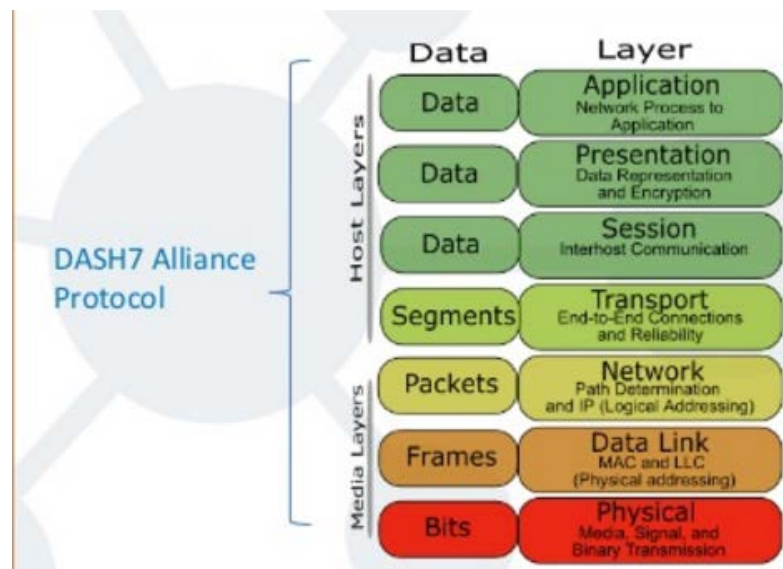 Data Layer
DASH7 Alliance
Protocol
Host Layers
Data
Application
Network Process to
Application
Data
Presentation
Data Representation
and Encryption
Data
Session
Interhost Communication
Segments
Transport
End-to-End Connections
and Reliability
Media Layers
Packets
Network
Path Determination
and IP (Logical Addressing)
Frames
Data Link
MAC and LLC
(Physical addressing)
Bits
Physical
Media, Signal, and
Binary Transmission